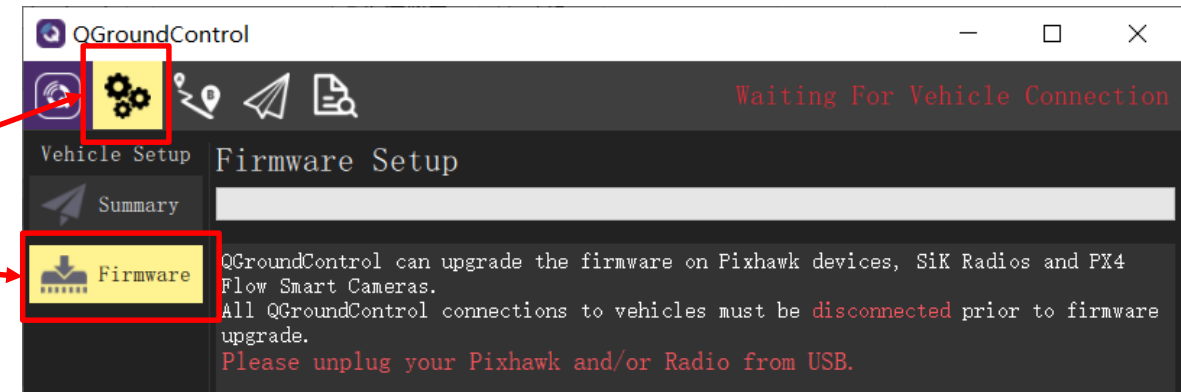 QGroundControl
Waiting For Vehicle Connection
Vehicle Setup
Firmware Setup
Summary
Firmware
QGroundControl can upgrade the firmware on Pixhawk devices, SiK Radios and PX4
Flow Smart Cameras.
All QGroundControl connections to vehicles must be disconnected prior to firmware
upgrade.
Please unplug your Pixhawk and/or Radio from USB.